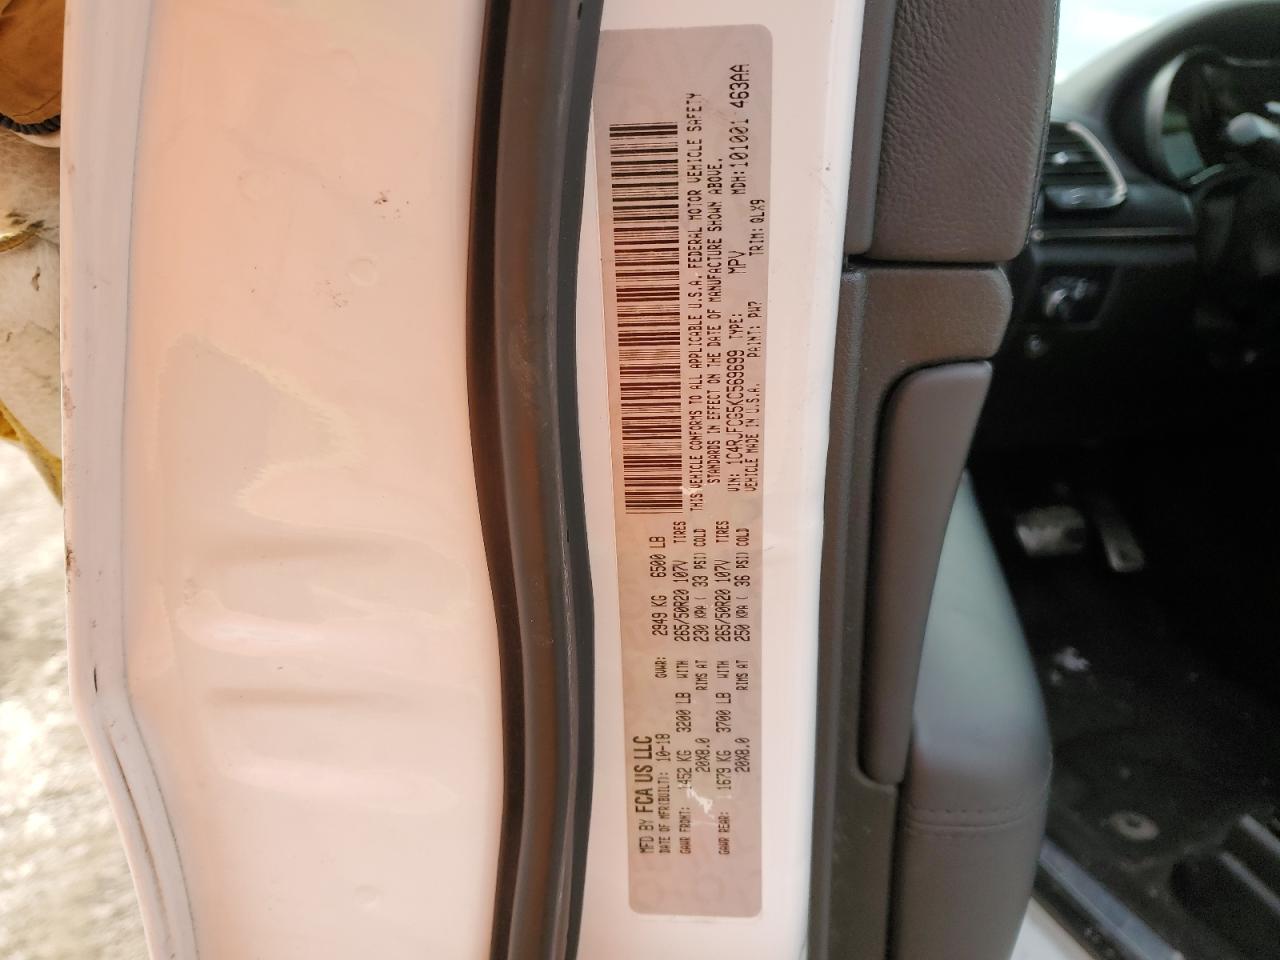 MFD BY FCA US LLC
DATE OF MFR(BUILT): 10-18 GVWR: 2949 KG 6500 LB
GAWR FRONT: 1452 KG 3200 LB WITH 265/50R20 107V TIRES
20X8.0 RIMS AT 230 KPA ( 33 PSI) COLD
GAWR REAR: 1679 KG 3700 LB WITH 265/50R20 107V TIRES
20X8.0 RIMS AT 250 KPA ( 36 PSI) COLD
THIS VEHICLE CONFORMS TO ALL APPLICABLE U.S.A. FEDERAL MOTOR VEHICLE SAFETY
STANDARDS IN EFFECT ON THE DATE OF MANUFACTURE SHOWN ABOVE.
VIN: 1C4RJFCG5KC569699 TYPE: MPV MDH: 101001 463AA
VEHICLE MADE IN U.S.A. PAINT: PW7 TRIM: QLX9